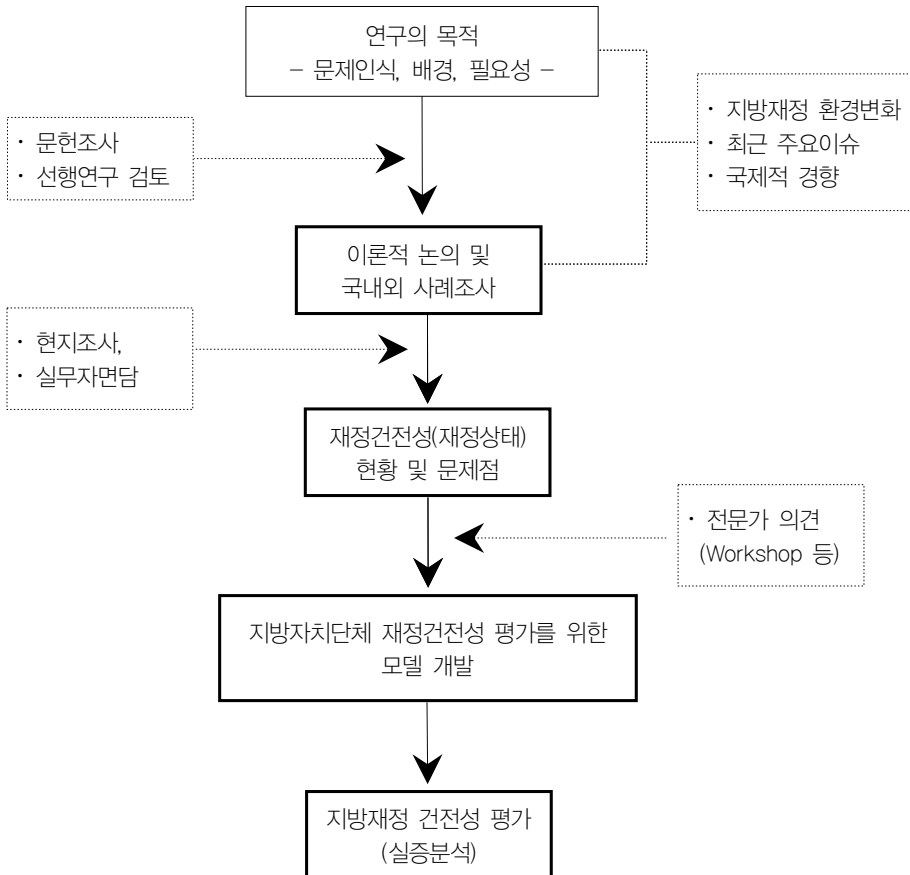 연구의 목적
– 문제인식, 배경, 필요성 –
· 지방재정 환경변화
· 최근 주요이슈
· 국제적 경향
· 문헌조사
· 선행연구 검토
이론적 논의 및
국내외 사례조사
· 현지조사,
· 실무자면담
재정건전성(재정상태)
현황 및 문제점
· 전문가 의견
(Workshop 등)
지방자치단체 재정건전성 평가를 위한
모델 개발
지방재정 건전성 평가
(실증분석)